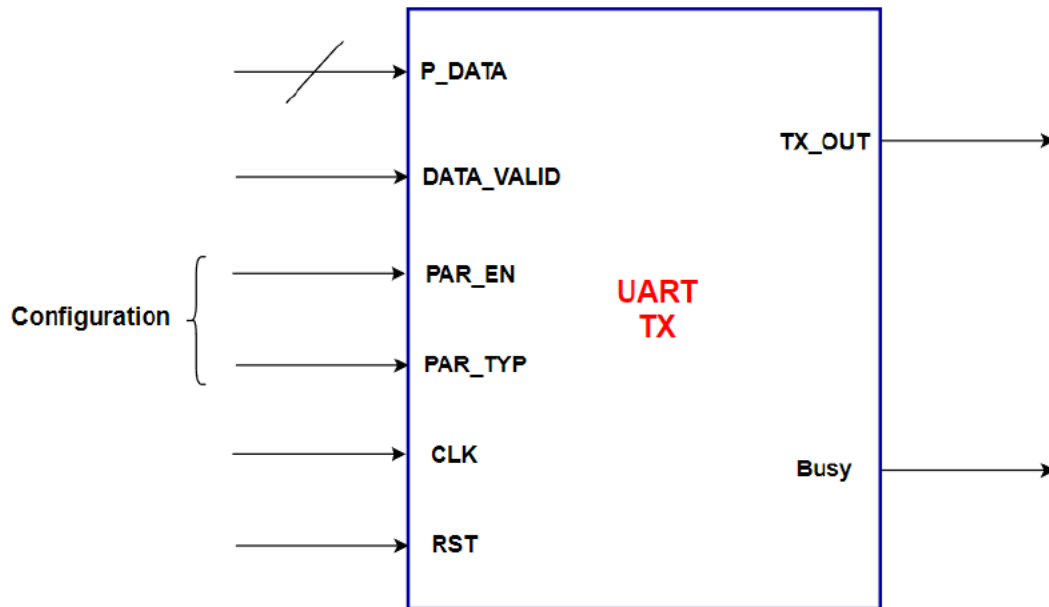 P_DATA
DATA_VALID
PAR_EN
PAR_TYP
CLK
RST
Configuration
UART
TX
TX_OUT
Busy